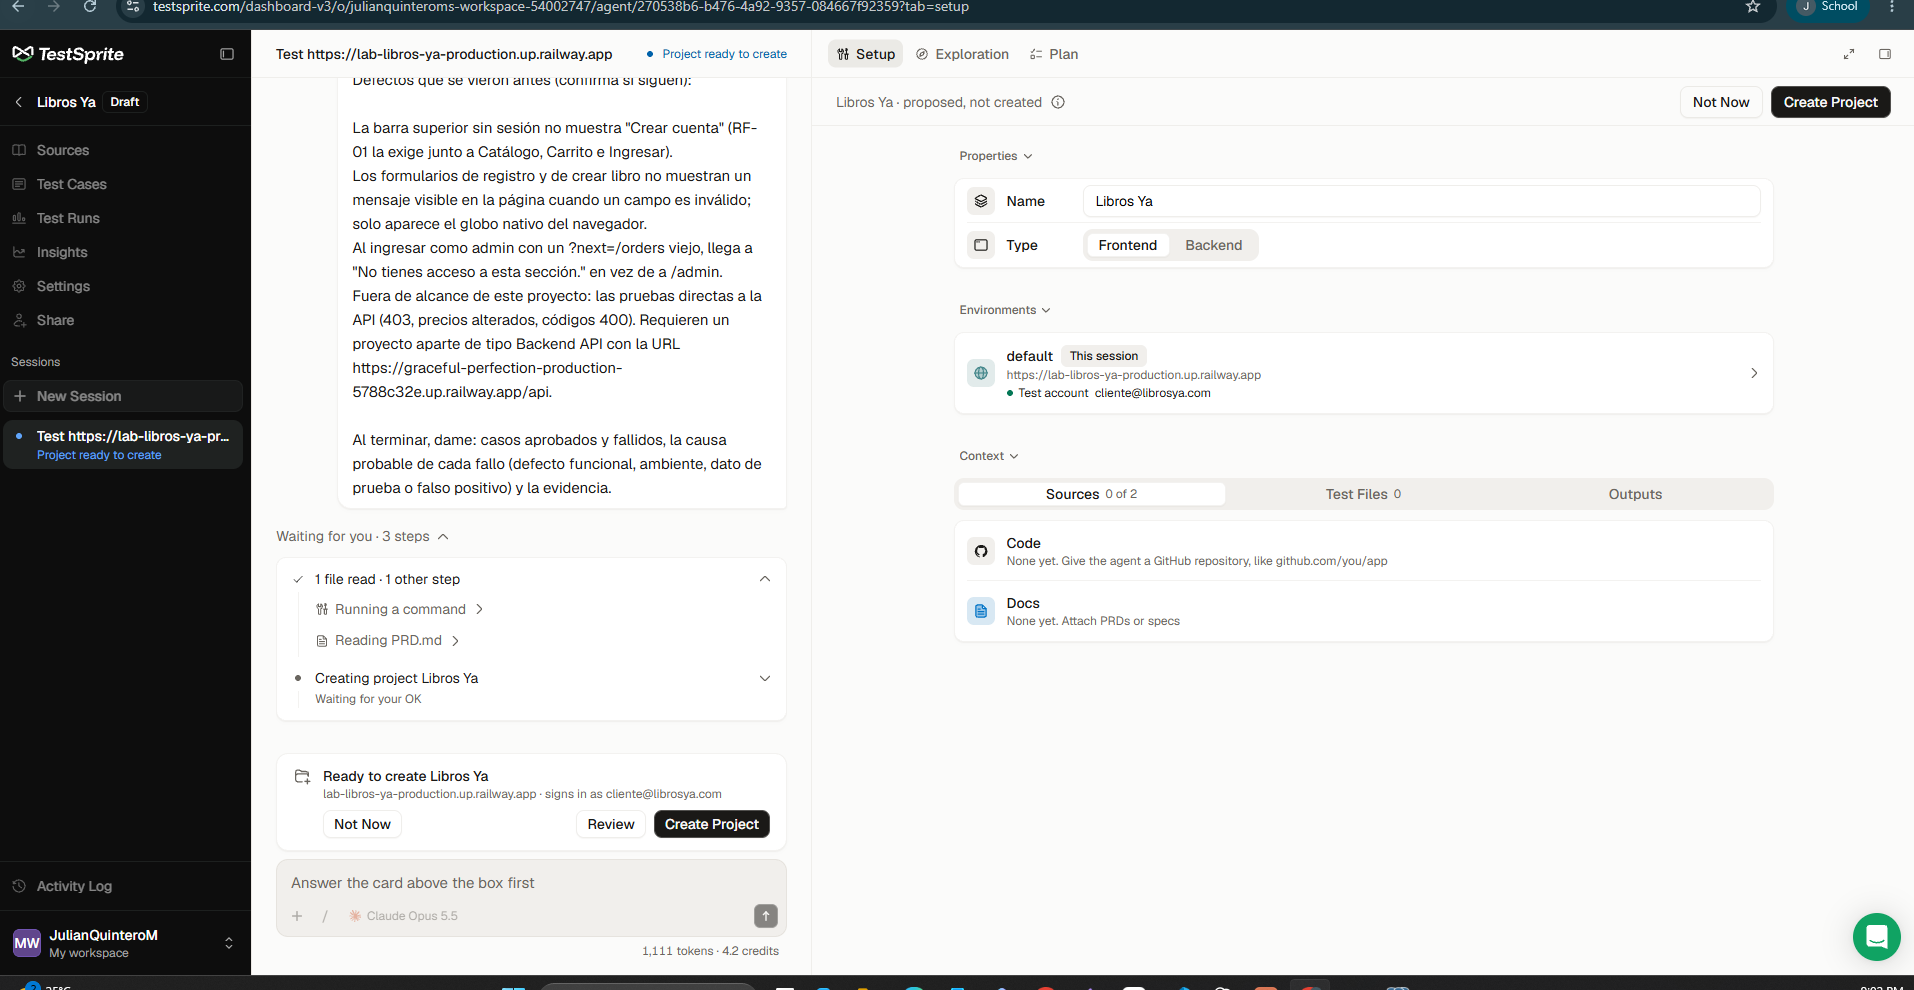 testsprite.com/dashboard-v3/o/julianquinteroms-workspace-54002747/agent/270538b6-b476-4a92-9357-084667f92359?tab=setup
J School
TestSprite
Libros Ya Draft
Sources
Test Cases
Test Runs
Insights
Settings
Share
Sessions
+ New Session
Test https://lab-libros-ya-pr...
Project ready to create
Activity Log
MW JulianQuinteroM
My workspace
Test https://lab-libros-ya-production.up.railway.app
Project ready to create
Defectos que se vieron antes (confirma si siguen):
La barra superior sin sesión no muestra "Crear cuenta" (RF-
01 la exige junto a Catálogo, Carrito e Ingresar).
Los formularios de registro y de crear libro no muestran un
mensaje visible en la página cuando un campo es inválido;
solo aparece el globo nativo del navegador.
Al ingresar como admin con un ?next=/orders viejo, llega a
"No tienes acceso a esta sección." en vez de a /admin.
Fuera de alcance de este proyecto: las pruebas directas a la
API (403, precios alterados, códigos 400). Requieren un
proyecto aparte de tipo Backend API con la URL
https://graceful-perfection-production-
5788c32e.up.railway.app/api.
Al terminar, dame: casos aprobados y fallidos, la causa
probable de cada fallo (defecto funcional, ambiente, dato de
prueba o falso positivo) y la evidencia.
Waiting for you · 3 steps
1 file read · 1 other step
Running a command
Reading PRD.md
Creating project Libros Ya
Waiting for your OK
Ready to create Libros Ya
lab-libros-ya-production.up.railway.app · signs in as cliente@librosya.com
Not Now Review Create Project
Answer the card above the box first
+ / Claude Opus 5.5
1,111 tokens · 4.2 credits
Setup Exploration Plan
Libros Ya · proposed, not created
Not Now Create Project
Properties
Name Libros Ya
Type Frontend Backend
Environments
default This session
https://lab-libros-ya-production.up.railway.app
Test account cliente@librosya.com
Context
Sources 0 of 2 Test Files 0 Outputs
Code
None yet. Give the agent a GitHub repository, like github.com/you/app
Docs
None yet. Attach PRDs or specs